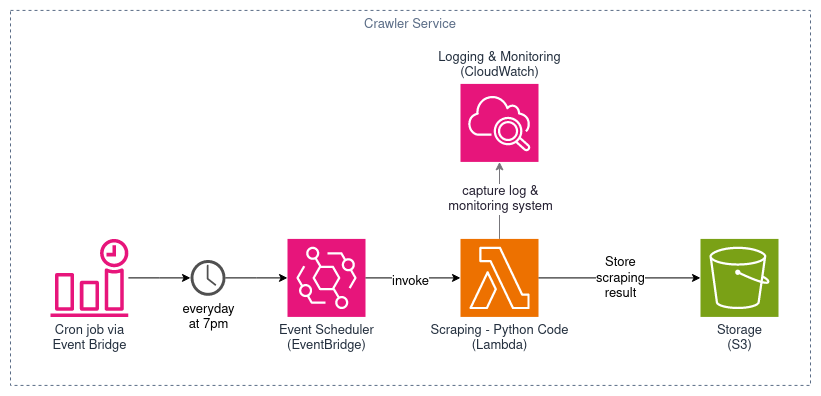 Crawler Service
Logging & Monitoring
(CloudWatch)
capture log &
monitoring system
everyday
at 7pm
invoke
Store
scraping
result
Cron job via
Event Bridge
Event Scheduler
(EventBridge)
Scraping - Python Code
(Lambda)
Storage
(S3)